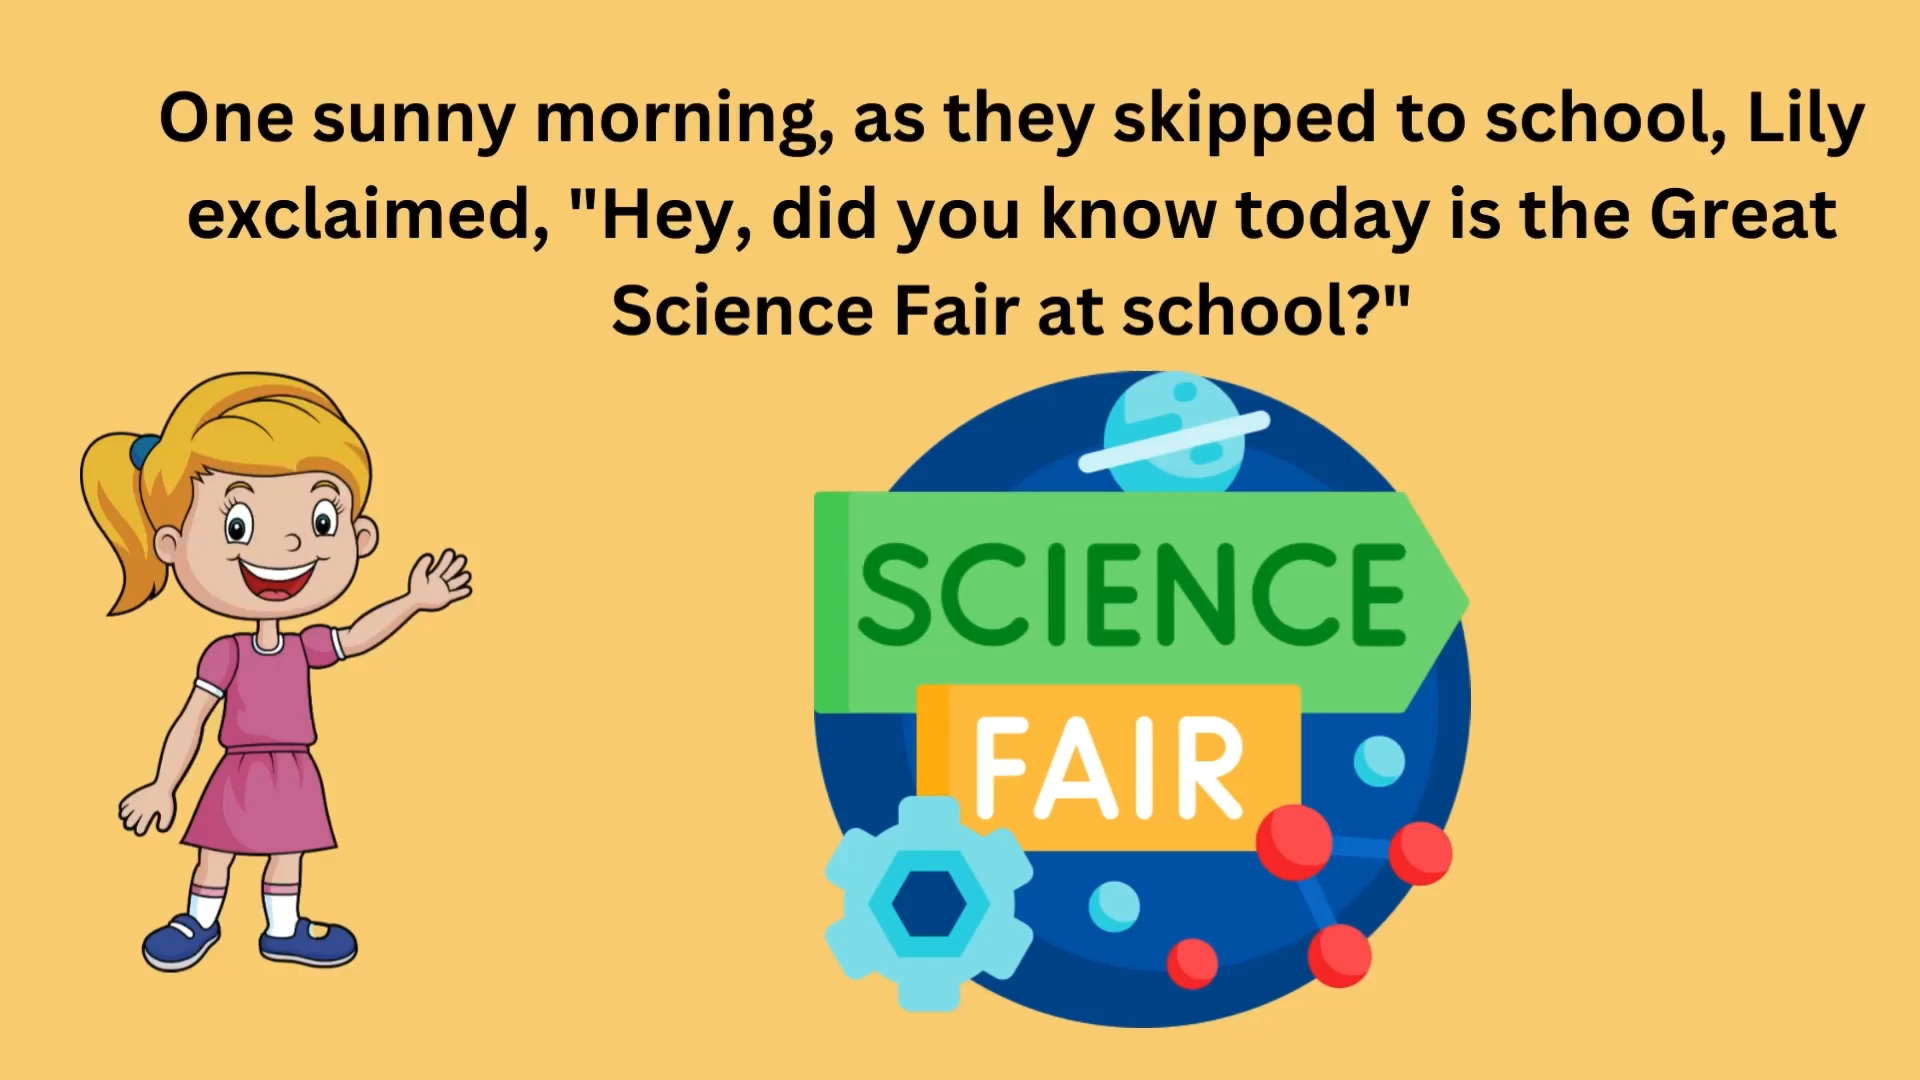 One sunny morning, as they skipped to school, Lily
exclaimed, "Hey, did you know today is the Great
Science Fair at school?"
SCIENCE
FAIR